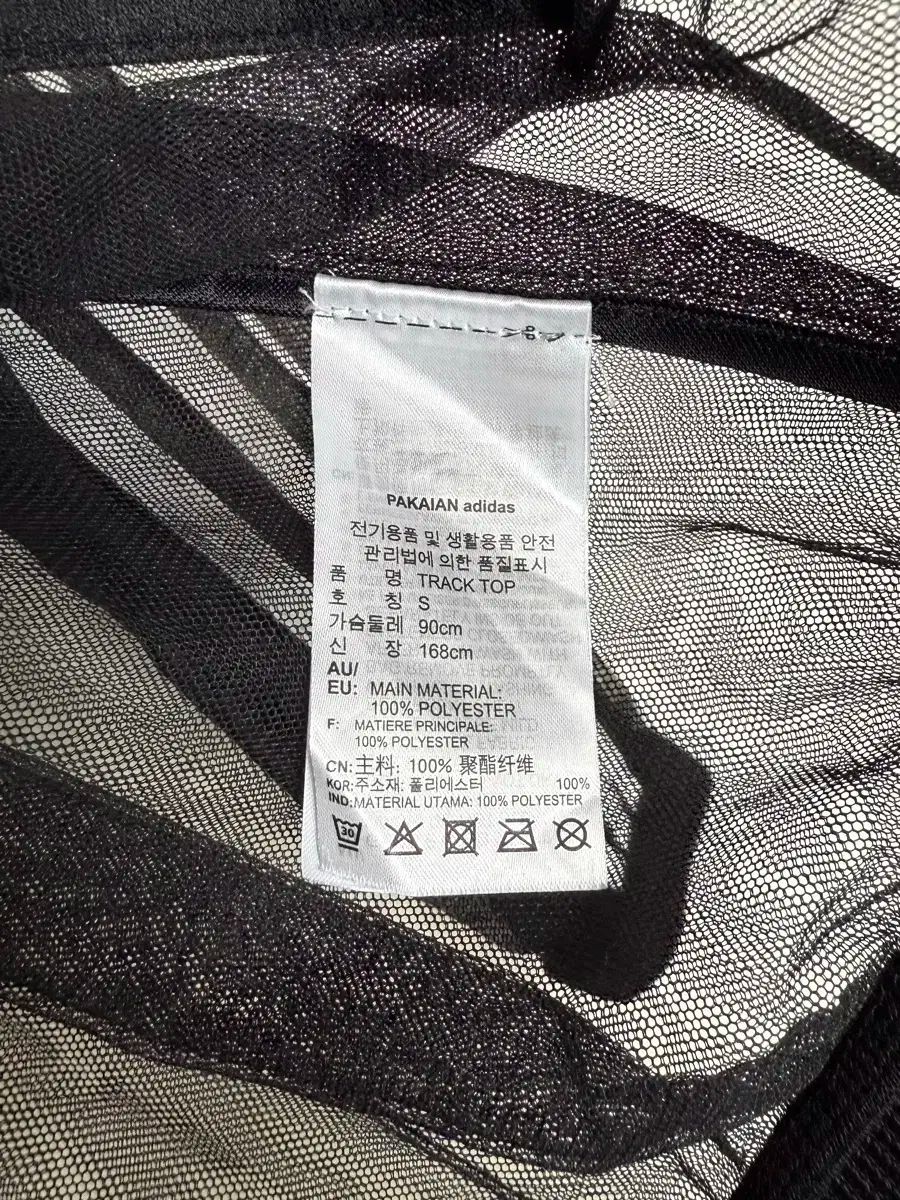 PAKAIAN adidas
전기용품 및 생활용품 안전
관리법에 의한 품질표시
품 명 TRACK TOP
호 칭 S
가슴둘레 90cm
신 장 168cm
AU/
EU: MAIN MATERIAL:
100% POLYESTER
F: MATIERE PRINCIPALE:
100% POLYESTER
CN:主料: 100% 聚酯纤维
KOR:주소재: 폴리에스터 100%
IND:MATERIAL UTAMA: 100% POLYESTER
30